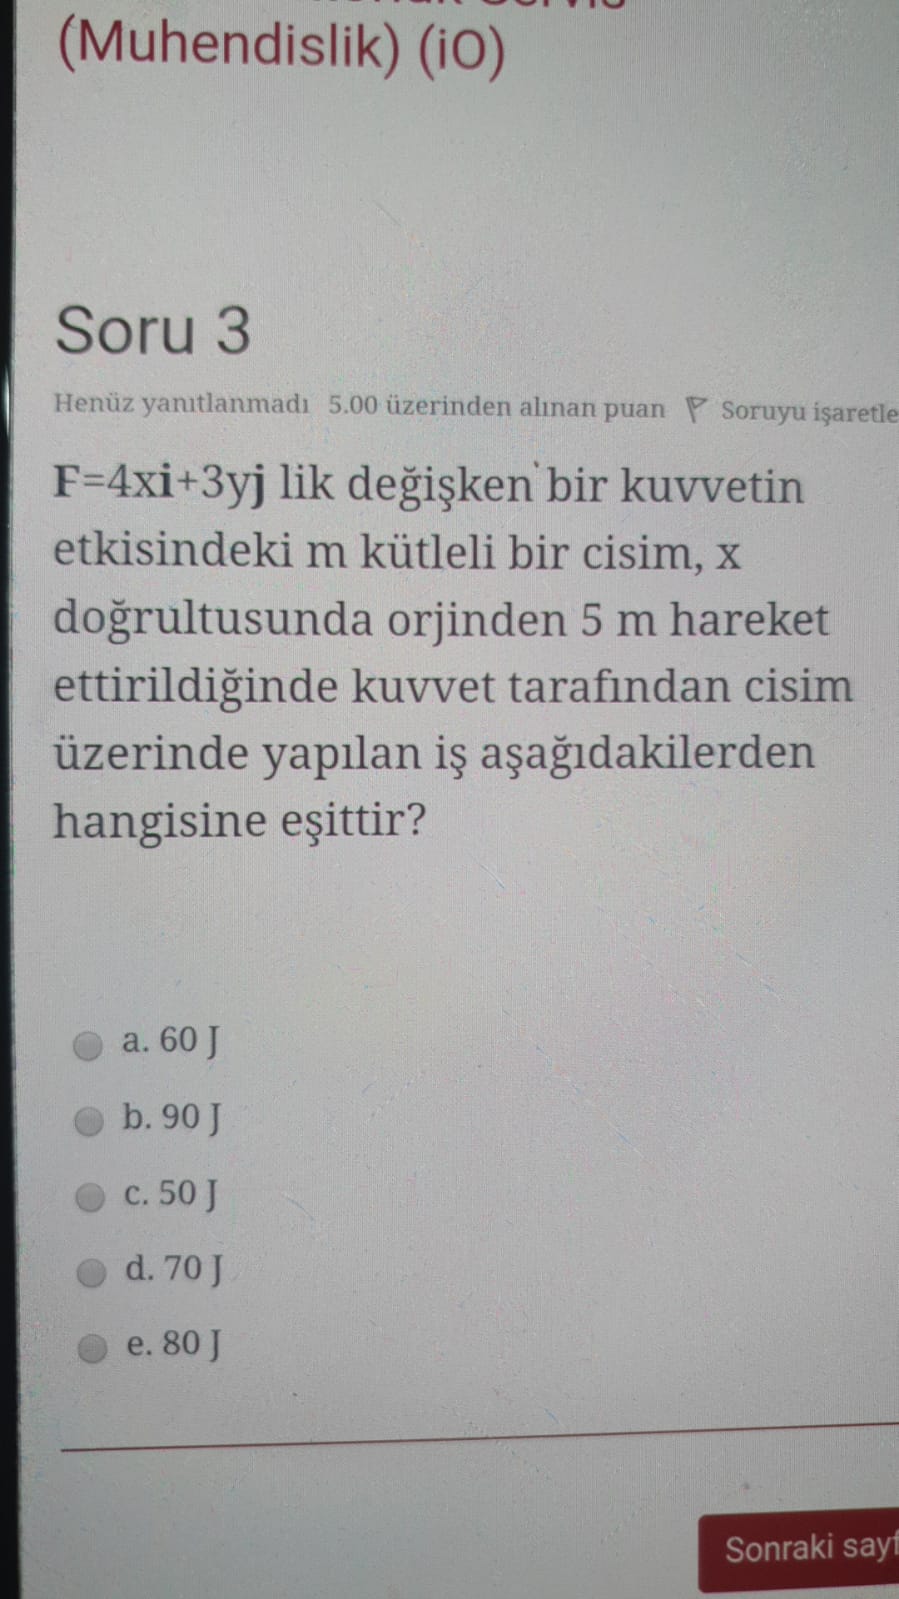 (Muhendislik) (iO)
Soru 3
Henüz yanıtlanmadı 5.00 üzerinden alınan puan Soruyu işaretle
F=4xi+3yj lik değişken bir kuvvetin
etkisindeki m kütleli bir cisim, x
doğrultusunda orjinden 5 m hareket
ettirildiğinde kuvvet tarafından cisim
üzerinde yapılan iş aşağıdakilerden
hangisine eşittir?
a. 60 J
b. 90 J
c. 50 J
d. 70 J
e. 80 J
Sonraki sayf